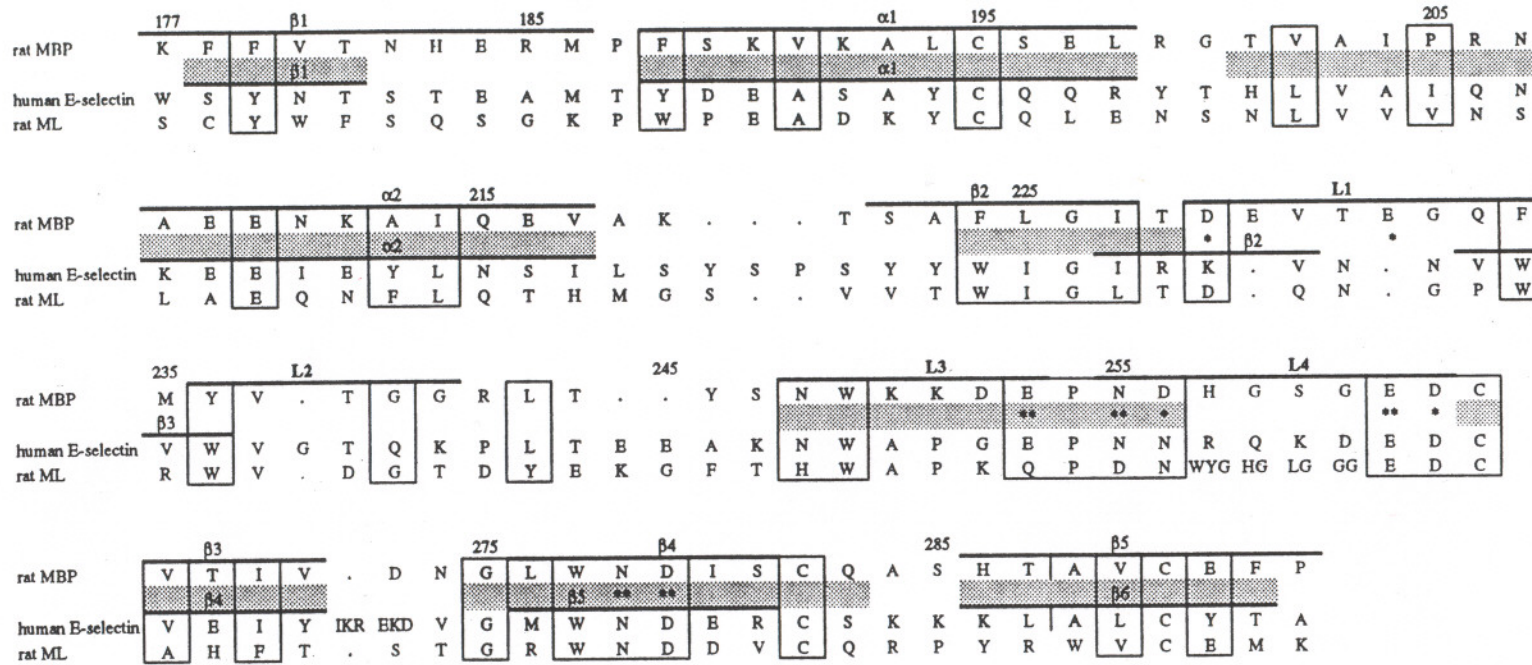 177 β1 185 α1 195 205
rat MBP K F F V T N H E R M P F S K V K A L C S E L R G T V A I P R N
β1 α1
human E-selectin W S Y N T S T E A M T Y D E A S A Y C Q Q R Y T H L V A I Q N
rat ML S C Y W F S Q S G K P W P E A D K Y C Q L E N S N L V V V N S
α2 215 β2 225 L1
rat MBP A E E N K A I Q E V A K . . . T S A F L G I T D E V T E G Q F
α2 * β2 *
human E-selectin K E E I E Y L N S I L S Y S P S Y Y W I G I R K . V N . N V W
rat ML L A E Q N F L Q T H M G S . . V V T W I G L T D . Q N . G P W
235 L2 245 L3 255 L4
rat MBP M Y V . T G G R L T . . Y S N W K K D E P N D H G S G E D C
β3 ** ** * ** *
human E-selectin V W V G T Q K P L T E E A K N W A P G E P N N R Q K D E D C
rat ML R W V . D G T D Y E K G F T H W A P K Q P D N WYG HG LG GG E D C
β3 275 β4 285 β5
rat MBP V T I V . D N G L W N D I S C Q A S H T A V C E F P
β4 β5 ** ** β6
human E-selectin V E I Y IKR EKD V G M W N D E R C S K K K L A L C Y T A
rat ML A H F T . S T G R W N D D V C Q R P Y R W V C E M K